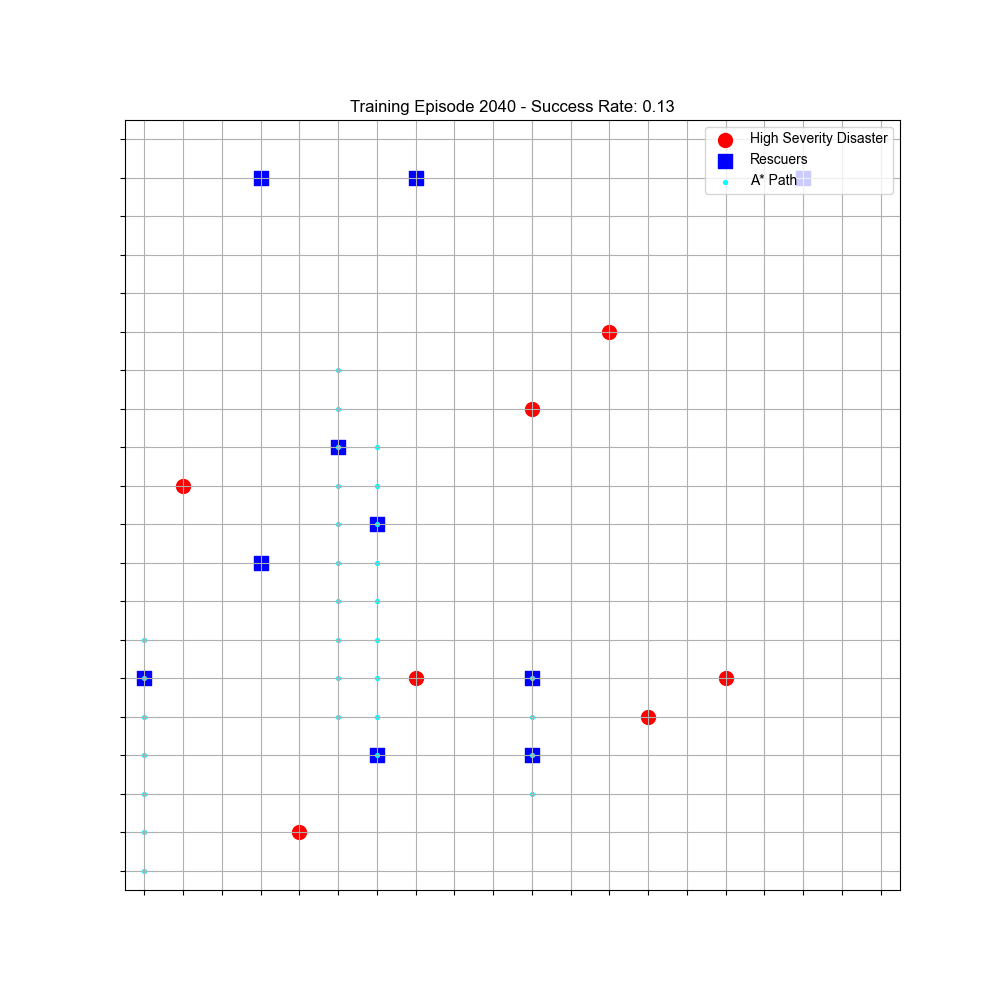 Training Episode 2040 - Success Rate: 0.13
High Severity Disaster
Rescuers
A* Path